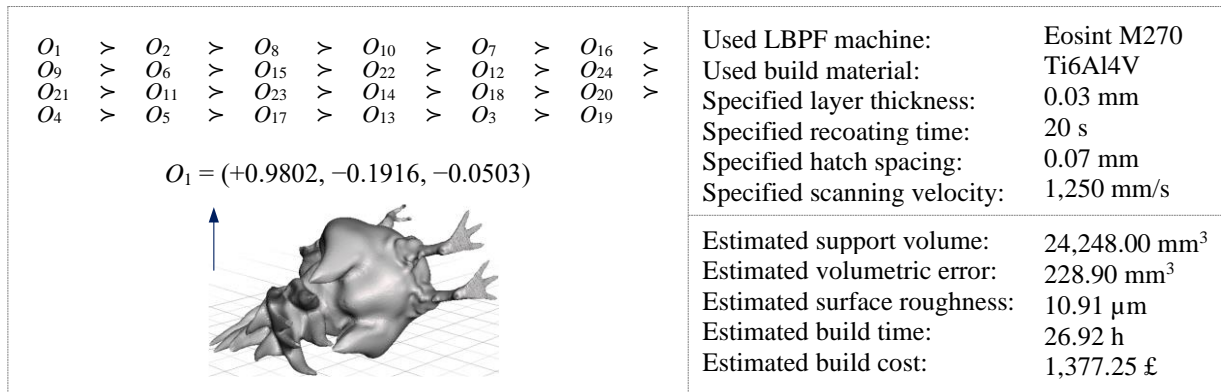 O1 ≻ O2 ≻ O8 ≻ O10 ≻ O7 ≻ O16 ≻
O9 ≻ O6 ≻ O15 ≻ O22 ≻ O12 ≻ O24 ≻
O21 ≻ O11 ≻ O23 ≻ O14 ≻ O18 ≻ O20 ≻
O4 ≻ O5 ≻ O17 ≻ O13 ≻ O3 ≻ O19
O1 = (+0.9802, −0.1916, −0.0503)
Used LBPF machine: Eosint M270
Used build material: Ti6Al4V
Specified layer thickness: 0.03 mm
Specified recoating time: 20 s
Specified hatch spacing: 0.07 mm
Specified scanning velocity: 1,250 mm/s
Estimated support volume: 24,248.00 mm3
Estimated volumetric error: 228.90 mm3
Estimated surface roughness: 10.91 µm
Estimated build time: 26.92 h
Estimated build cost: 1,377.25 £